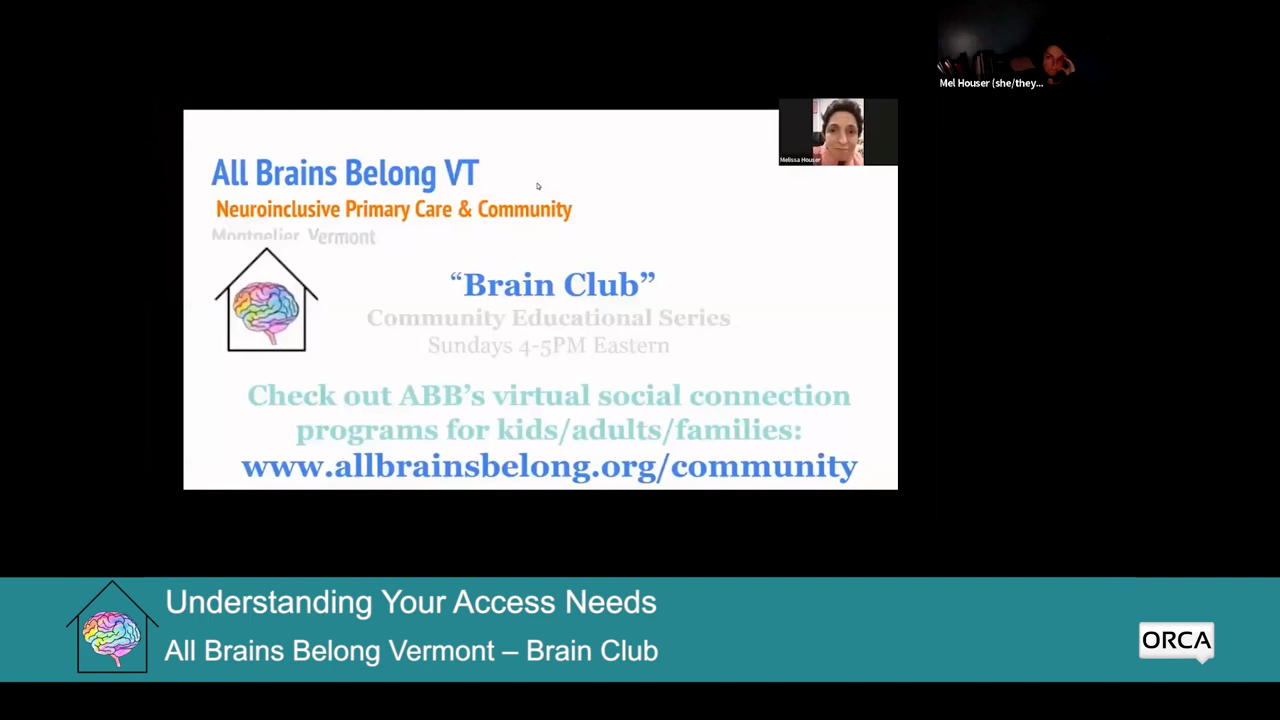 Mel Houser (she/they...
Melissa Houser
All Brains Belong VT
Neuroinclusive Primary Care & Community
Montpelier, Vermont
“Brain Club”
Community Educational Series
Sundays 4-5PM Eastern
Check out ABB’s virtual social connection
programs for kids/adults/families:
www.allbrainsbelong.org/community
Understanding Your Access Needs
All Brains Belong Vermont – Brain Club
ORCA